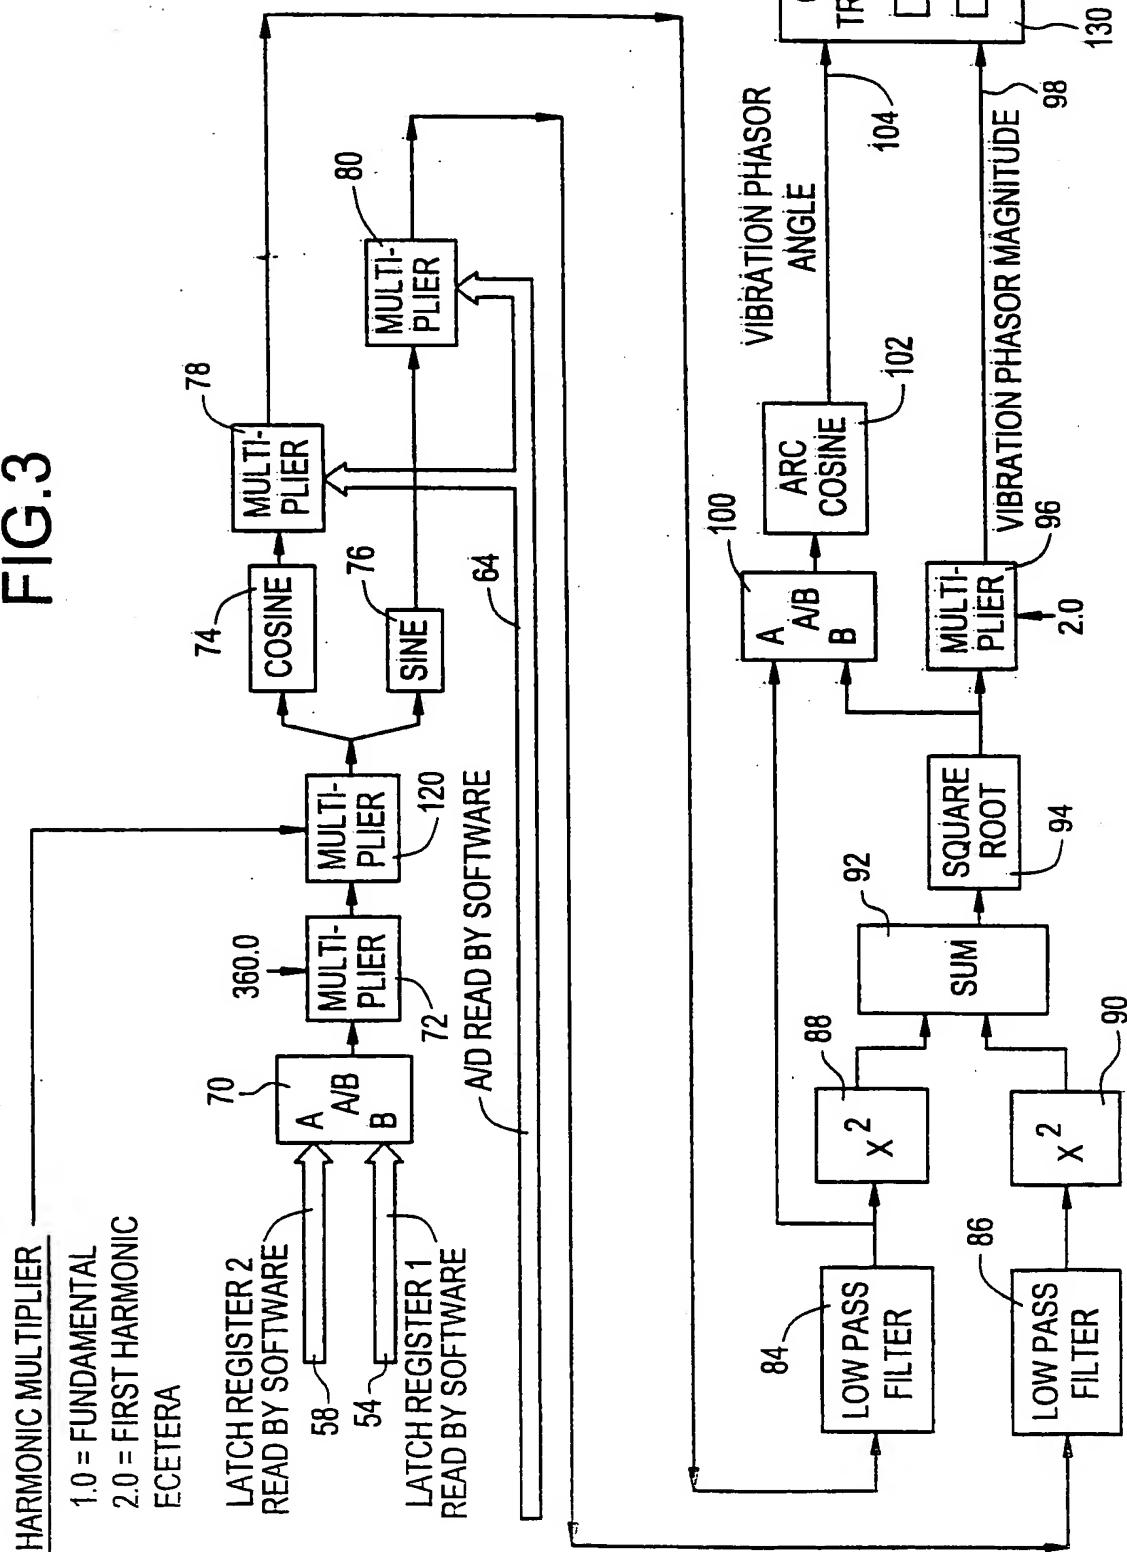 FIG.3
HARMONIC MULTIPLIER
1.0 = FUNDAMENTAL
2.0 = FIRST HARMONIC
ECETERA
LATCH REGISTER 2
READ BY SOFTWARE
58
54
LATCH REGISTER 1
READ BY SOFTWARE
70
A
A/B
B
360.0
MULTI-
PLIER
72
MULTI-
PLIER
120
74
COSINE
76
SINE
78
MULTI-
PLIER
80
MULTI-
PLIER
A/D READ BY SOFTWARE
64
84
LOW PASS
FILTER
86
LOW PASS
FILTER
88
X 2
90
X 2
92
SUM
94
SQUARE
ROOT
100
A
A/B
B
96
MULTI-
PLIER
2.0
102
ARC
COSINE
VIBRATION PHASOR
ANGLE
104
VIBRATION PHASOR MAGNITUDE
98
TR
130